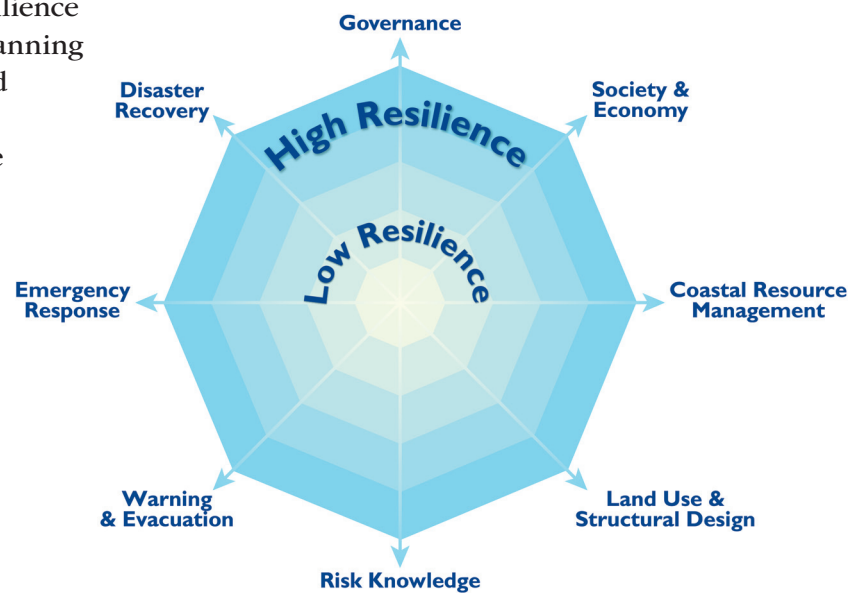 Governance
Disaster
Recovery
Society &
Economy
High Resilience
Low Resilience
Emergency
Response
Coastal Resource
Management
Warning
& Evacuation
Land Use &
Structural Design
Risk Knowledge